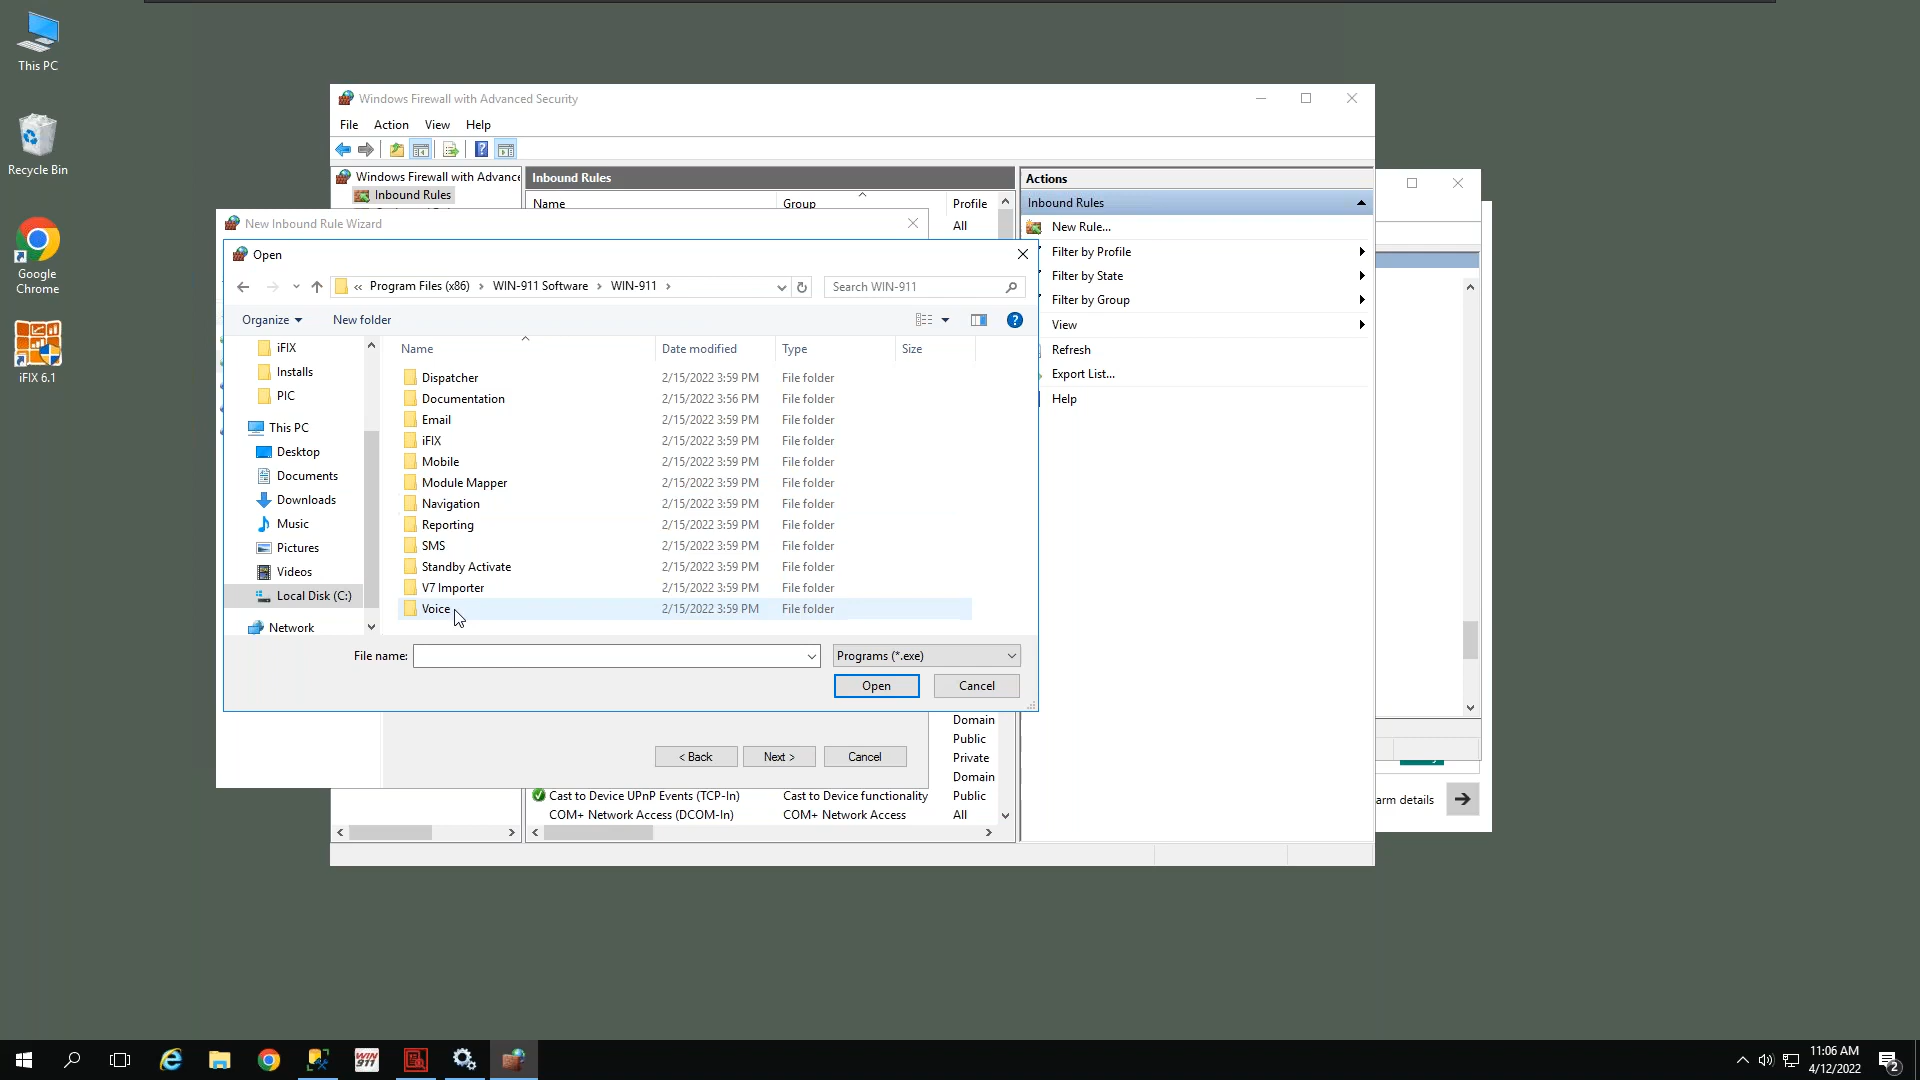 This PC
Recycle Bin
Google
Chrome
iFIX 6.1
Windows Firewall with Advanced Security
File Action View Help
Windows Firewall with Advance
Inbound Rules
Inbound Rules
Name Group Profile
All
Actions
Inbound Rules
New Rule...
Filter by Profile
Filter by State
Filter by Group
View
Refresh
Export List...
Help
New Inbound Rule Wizard
Open
« Program Files (x86) › WIN-911 Software › WIN-911 ›
Search WIN-911
Organize New folder
iFIX
Installs
PIC
This PC
Desktop
Documents
Downloads
Music
Pictures
Videos
Local Disk (C:)
Network
Name Date modified Type Size
Dispatcher 2/15/2022 3:59 PM File folder
Documentation 2/15/2022 3:56 PM File folder
Email 2/15/2022 3:59 PM File folder
iFIX 2/15/2022 3:59 PM File folder
Mobile 2/15/2022 3:59 PM File folder
Module Mapper 2/15/2022 3:59 PM File folder
Navigation 2/15/2022 3:59 PM File folder
Reporting 2/15/2022 3:59 PM File folder
SMS 2/15/2022 3:59 PM File folder
Standby Activate 2/15/2022 3:59 PM File folder
V7 Importer 2/15/2022 3:59 PM File folder
Voice 2/15/2022 3:59 PM File folder
File name: Programs (*.exe)
Open Cancel
Domain
Public
Private
Domain
< Back Next > Cancel
Cast to Device UPnP Events (TCP-In) Cast to Device functionality Public
COM+ Network Access (DCOM-In) COM+ Network Access All
arm details
WIN
911
11:06 AM
4/12/2022
2